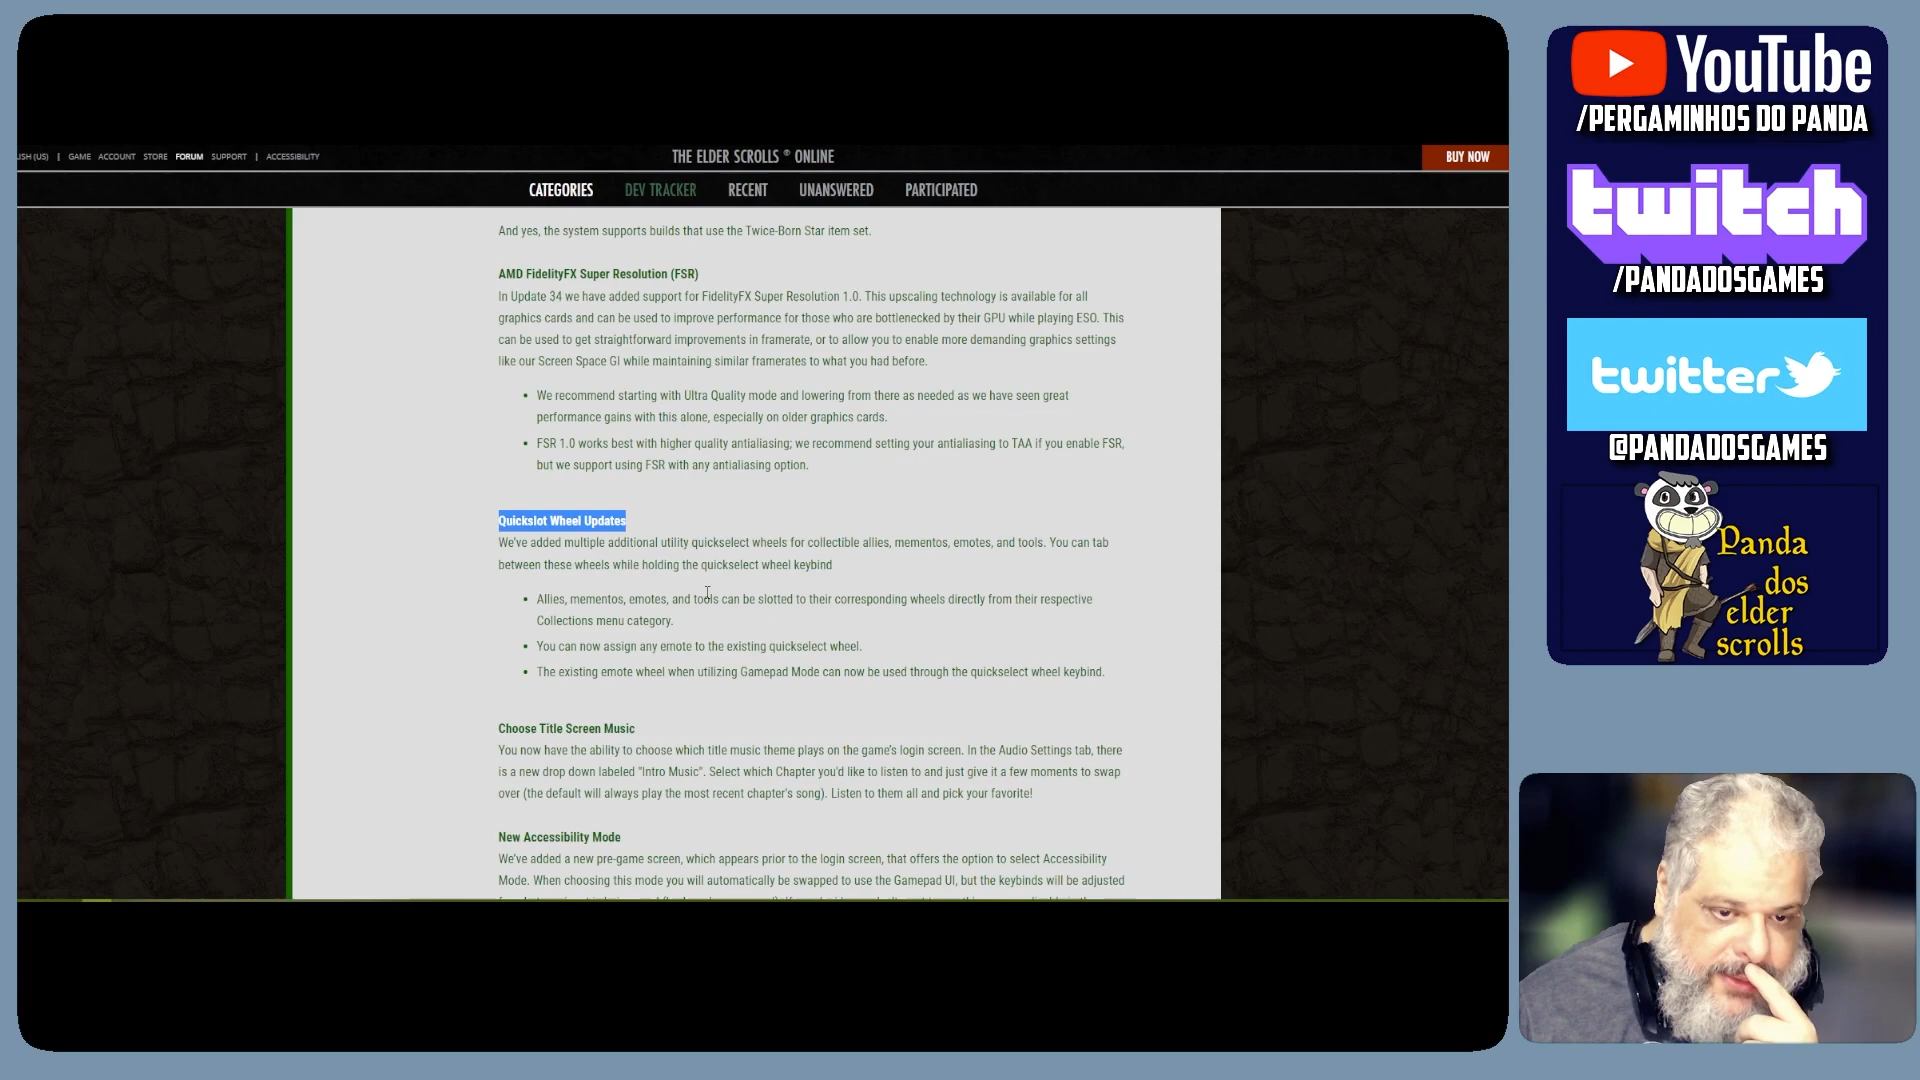 ISH (US) | GAME ACCOUNT STORE FORUM SUPPORT | ACCESSIBILITY
THE ELDER SCROLLS ® ONLINE
BUY NOW
CATEGORIES DEV TRACKER RECENT UNANSWERED PARTICIPATED
And yes, the system supports builds that use the Twice-Born Star item set.
AMD FidelityFX Super Resolution (FSR)
In Update 34 we have added support for FidelityFX Super Resolution 1.0. This upscaling technology is available for all
graphics cards and can be used to improve performance for those who are bottlenecked by their GPU while playing ESO. This
can be used to get straightforward improvements in framerate, or to allow you to enable more demanding graphics settings
like our Screen Space GI while maintaining similar framerates to what you had before.
• We recommend starting with Ultra Quality mode and lowering from there as needed as we have seen great
performance gains with this alone, especially on older graphics cards.
• FSR 1.0 works best with higher quality antialiasing; we recommend setting your antialiasing to TAA if you enable FSR,
but we support using FSR with any antialiasing option.
Quickslot Wheel Updates
We've added multiple additional utility quickselect wheels for collectible allies, mementos, emotes, and tools. You can tab
between these wheels while holding the quickselect wheel keybind
• Allies, mementos, emotes, and tools can be slotted to their corresponding wheels directly from their respective
Collections menu category.
• You can now assign any emote to the existing quickselect wheel.
• The existing emote wheel when utilizing Gamepad Mode can now be used through the quickselect wheel keybind.
Choose Title Screen Music
You now have the ability to choose which title music theme plays on the game's login screen. In the Audio Settings tab, there
is a new drop down labeled "Intro Music". Select which Chapter you'd like to listen to and just give it a few moments to swap
over (the default will always play the most recent chapter's song). Listen to them all and pick your favorite!
New Accessibility Mode
We've added a new pre-game screen, which appears prior to the login screen, that offers the option to select Accessibility
Mode. When choosing this mode you will automatically be swapped to use the Gamepad UI, but the keybinds will be adjusted
YouTube
/PERGAMINHOS DO PANDA
twitch
/PANDADOSGAMES
twitter
@PANDADOSGAMES
Panda
dos
elder
scrolls